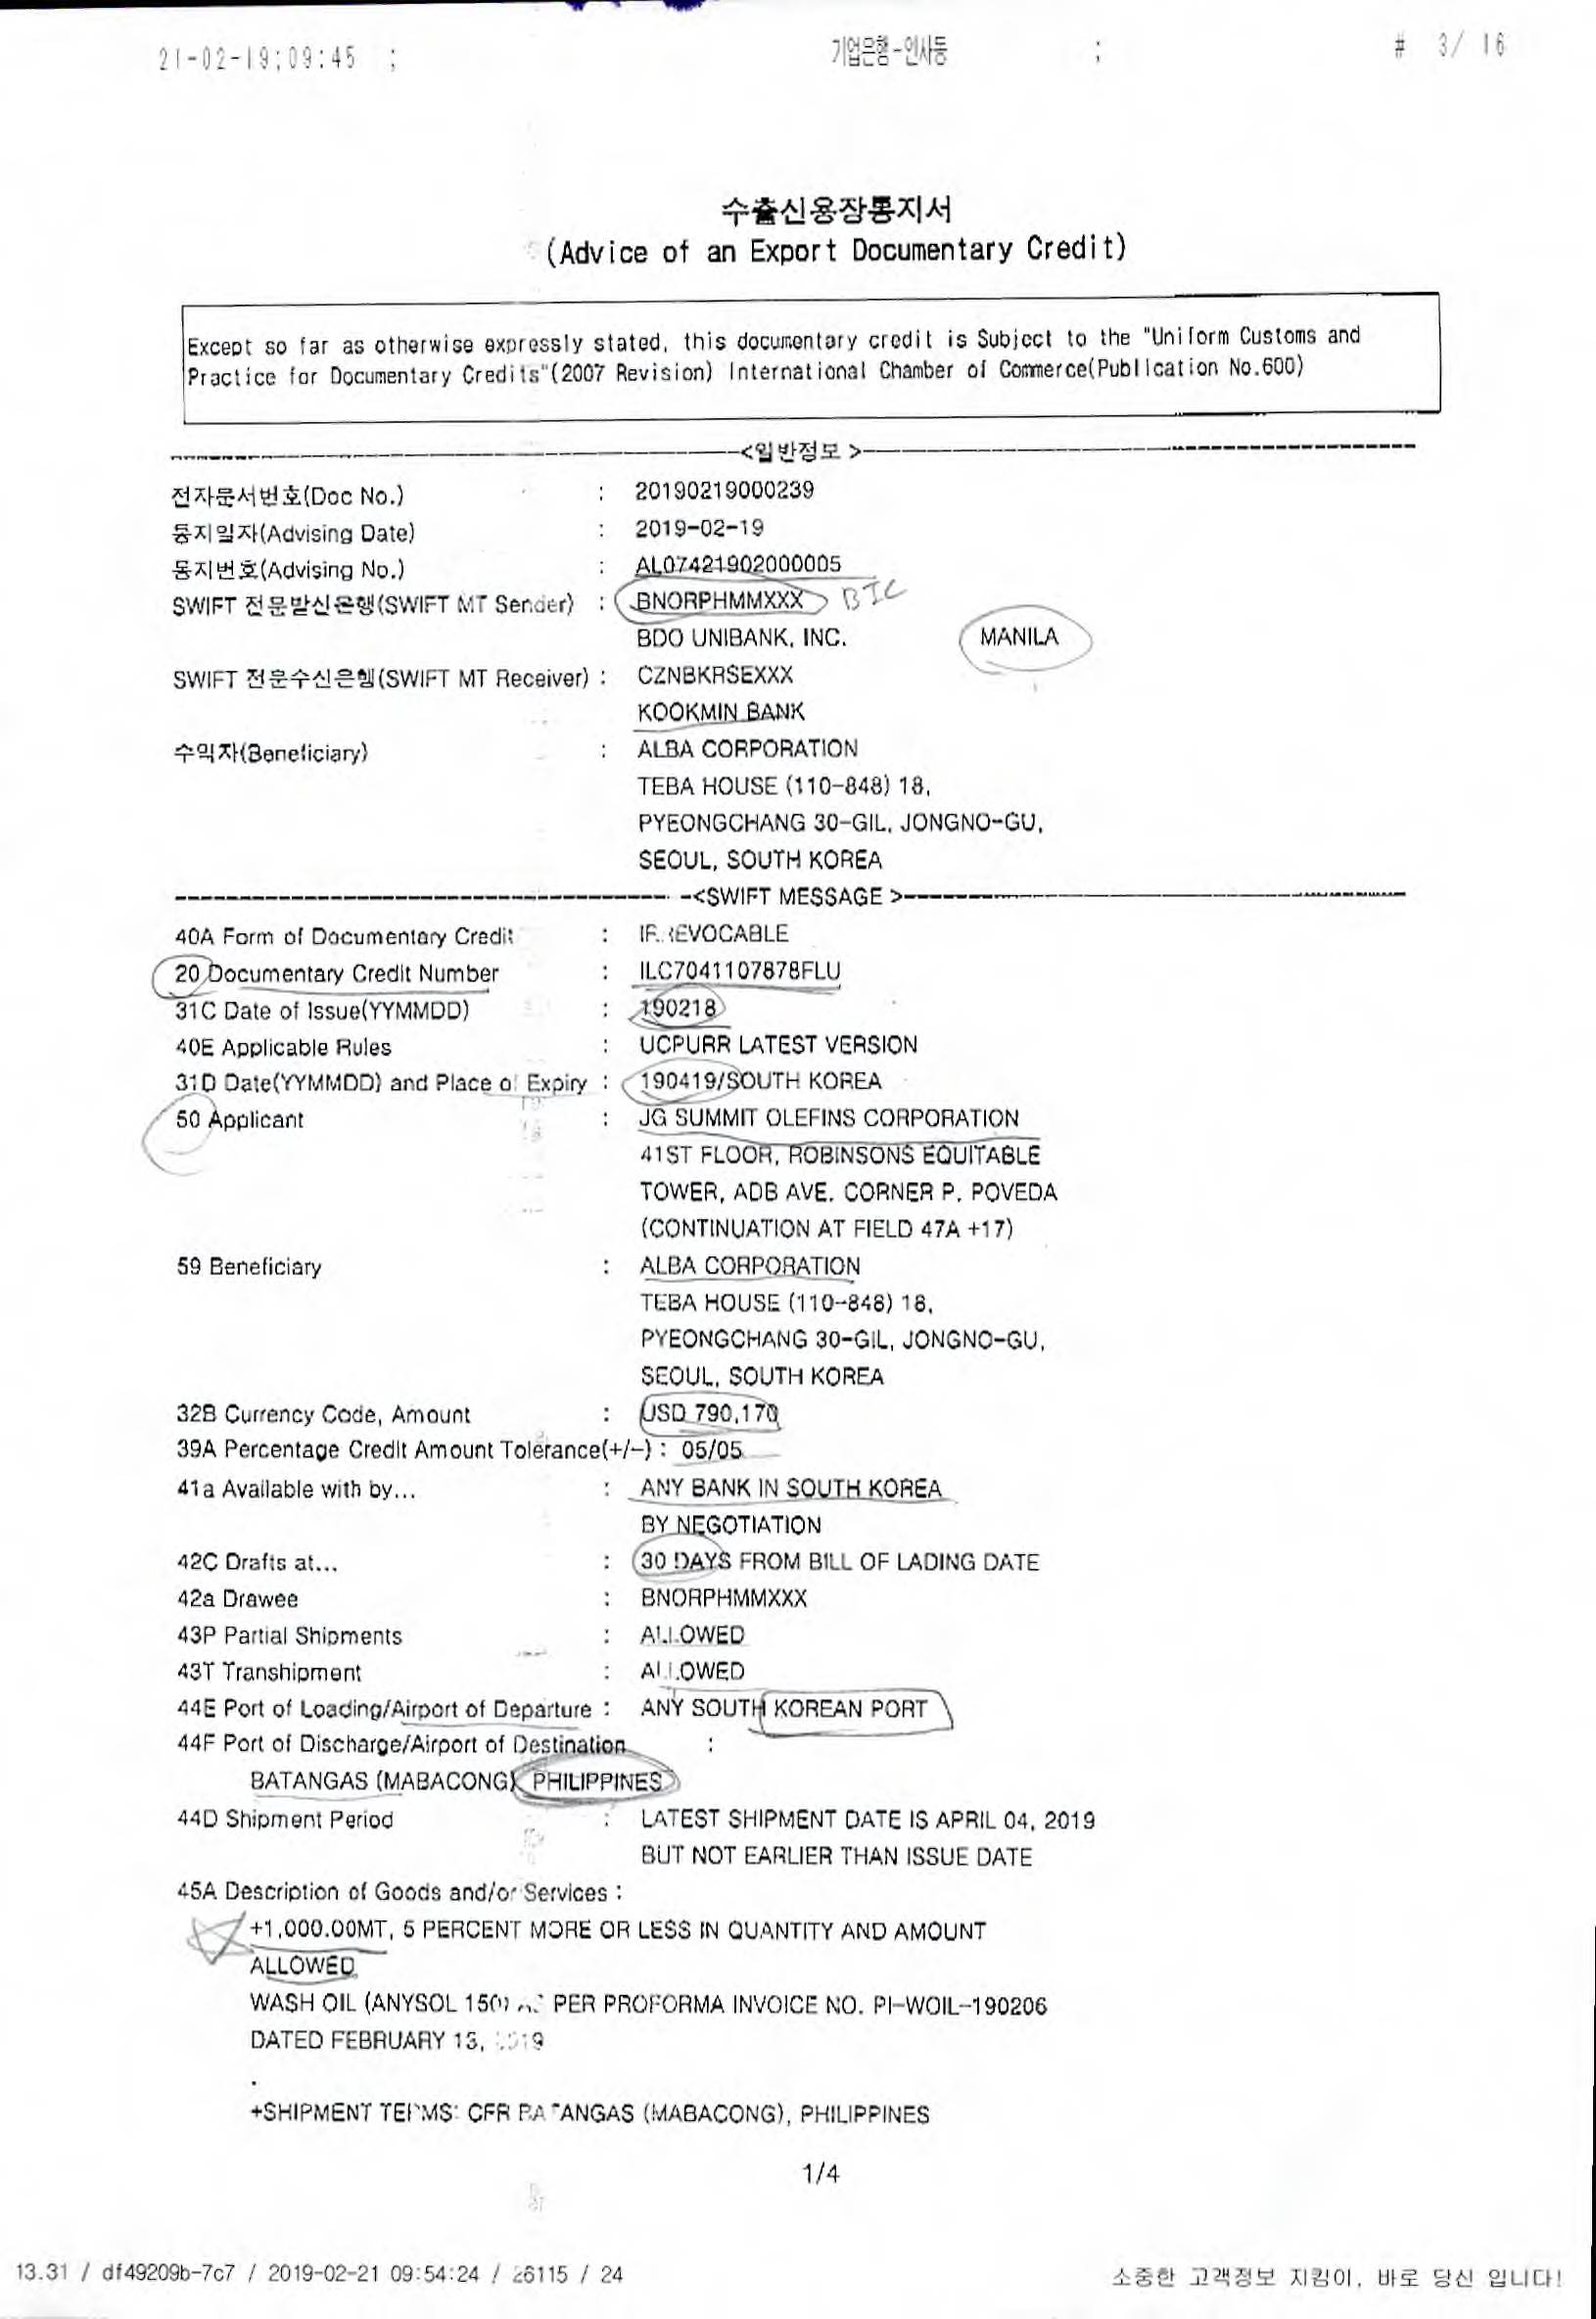 21-02-19;09:45 ; 기업은행-인사동 ; # 3/ 16
수출신용장통지서
(Advice of an Export Documentary Credit)
Except so far as otherwise expressly stated, this documentary credit is Subject to the "Uniform Customs and
Practice for Documentary Credits"(2007 Revision) International Chamber of Commerce(Publication No.600)
<일반정보 >
전자문서번호(Doc No.) : 20190219000239
통지일자(Advising Date) : 2019-02-19
통지번호(Advising No.) : AL07421902000005
SWIFT 전문발신은행(SWIFT MT Sender) : BNORPHMMXXX BIC
BDO UNIBANK, INC. MANILA
SWIFT 전문수신은행(SWIFT MT Receiver) : CZNBKRSEXXX
KOOKMIN BANK
수익자(Beneficiary) : ALBA CORPORATION
TEBA HOUSE (110-848) 18,
PYEONGCHANG 30-GIL, JONGNO-GU,
SEOUL, SOUTH KOREA
-<SWIFT MESSAGE >
40A Form of Documentary Credit : IRREVOCABLE
20 Documentary Credit Number : ILC7041107878FLU
31C Date of Issue(YYMMDD) : 190218
40E Applicable Rules : UCPURR LATEST VERSION
31D Date(YYMMDD) and Place of Expiry : 190419/SOUTH KOREA
50 Applicant : JG SUMMIT OLEFINS CORPORATION
41ST FLOOR, ROBINSONS EQUITABLE
TOWER, ADB AVE. CORNER P. POVEDA
(CONTINUATION AT FIELD 47A +17)
59 Beneficiary : ALBA CORPORATION
TEBA HOUSE (110-848) 18,
PYEONGCHANG 30-GIL, JONGNO-GU,
SEOUL, SOUTH KOREA
32B Currency Code, Amount : USD 790,170
39A Percentage Credit Amount Tolerance(+/-) : 05/05
41a Available with by... : ANY BANK IN SOUTH KOREA
BY NEGOTIATION
42C Drafts at... : 30 DAYS FROM BILL OF LADING DATE
42a Drawee : BNORPHMMXXX
43P Partial Shipments : ALLOWED
43T Transhipment : ALLOWED
44E Port of Loading/Airport of Departure : ANY SOUTH KOREAN PORT
44F Port of Discharge/Airport of Destination :
BATANGAS (MABACONG) PHILIPPINES
44D Shipment Period : LATEST SHIPMENT DATE IS APRIL 04, 2019
BUT NOT EARLIER THAN ISSUE DATE
45A Description of Goods and/or Services :
+1,000.00MT, 5 PERCENT MORE OR LESS IN QUANTITY AND AMOUNT
ALLOWED
WASH OIL (ANYSOL 150) AS PER PROFORMA INVOICE NO. PI-WOIL-190206
DATED FEBRUARY 13, 2019
.
+SHIPMENT TERMS: CFR BATANGAS (MABACONG), PHILIPPINES
1/4
13.31 / df49209b-7c7 / 2019-02-21 09:54:24 / 26115 / 24 소중한 고객정보 지킴이, 바로 당신 입니다!